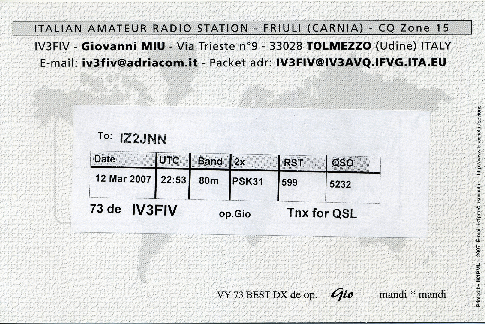 ITALIAN AMATEUR RADIO STATION - FRIULI (CARNIA) - CQ Zone 15
IV3FIV - Giovanni MIU - Via Trieste n°9 - 33028 TOLMEZZO (Udine) ITALY
E-mail: iv3fiv@adriacom.it - Packet adr: IV3FIV@IV3AVQ.IFVG.ITA.EU
To: IZ2JNN
Date UTC Band 2x RST QSO
12 Mar 2007 22:53 80m PSK31 599 5232
73 de IV3FIV op.Gio Tnx for QSL
VY 73 BEST DX de op. Gio mandi " mandi